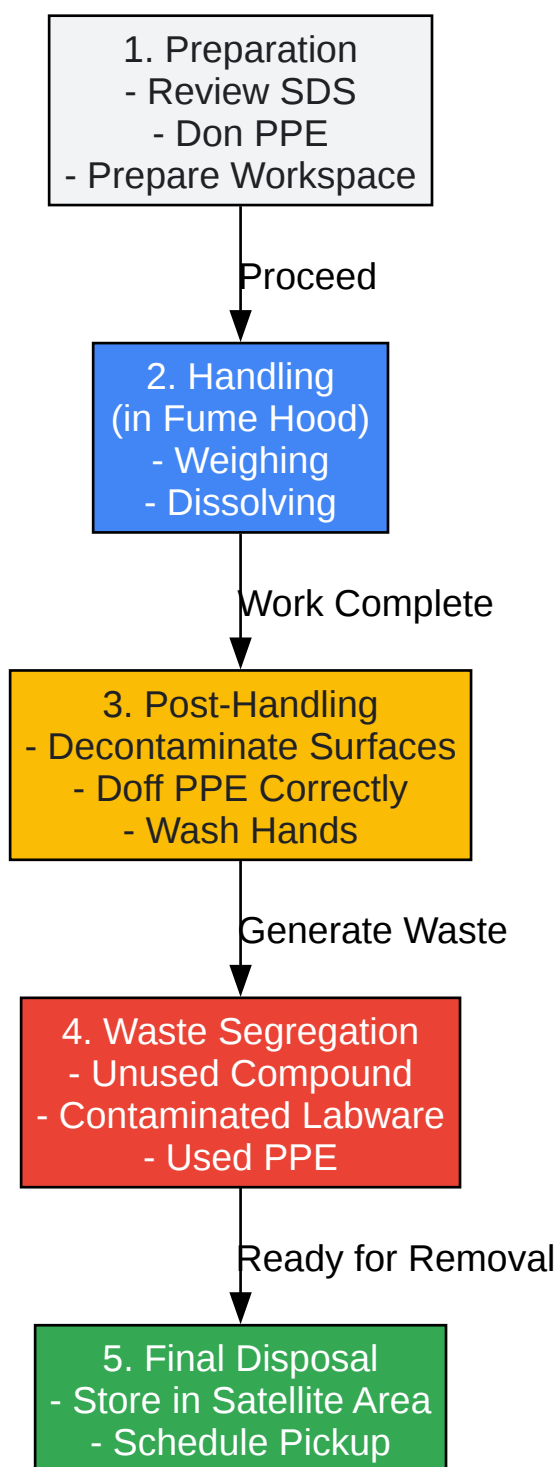 1. Preparation
- Review SDS
- Don PPE
- Prepare Workspace
Proceed
2. Handling
(in Fume Hood)
- Weighing
- Dissolving
Work Complete
3. Post-Handling
- Decontaminate Surfaces
- Doff PPE Correctly
- Wash Hands
Generate Waste
4. Waste Segregation
- Unused Compound
- Contaminated Labware
- Used PPE
Ready for Removal
5. Final Disposal
- Store in Satellite Area
- Schedule Pickup